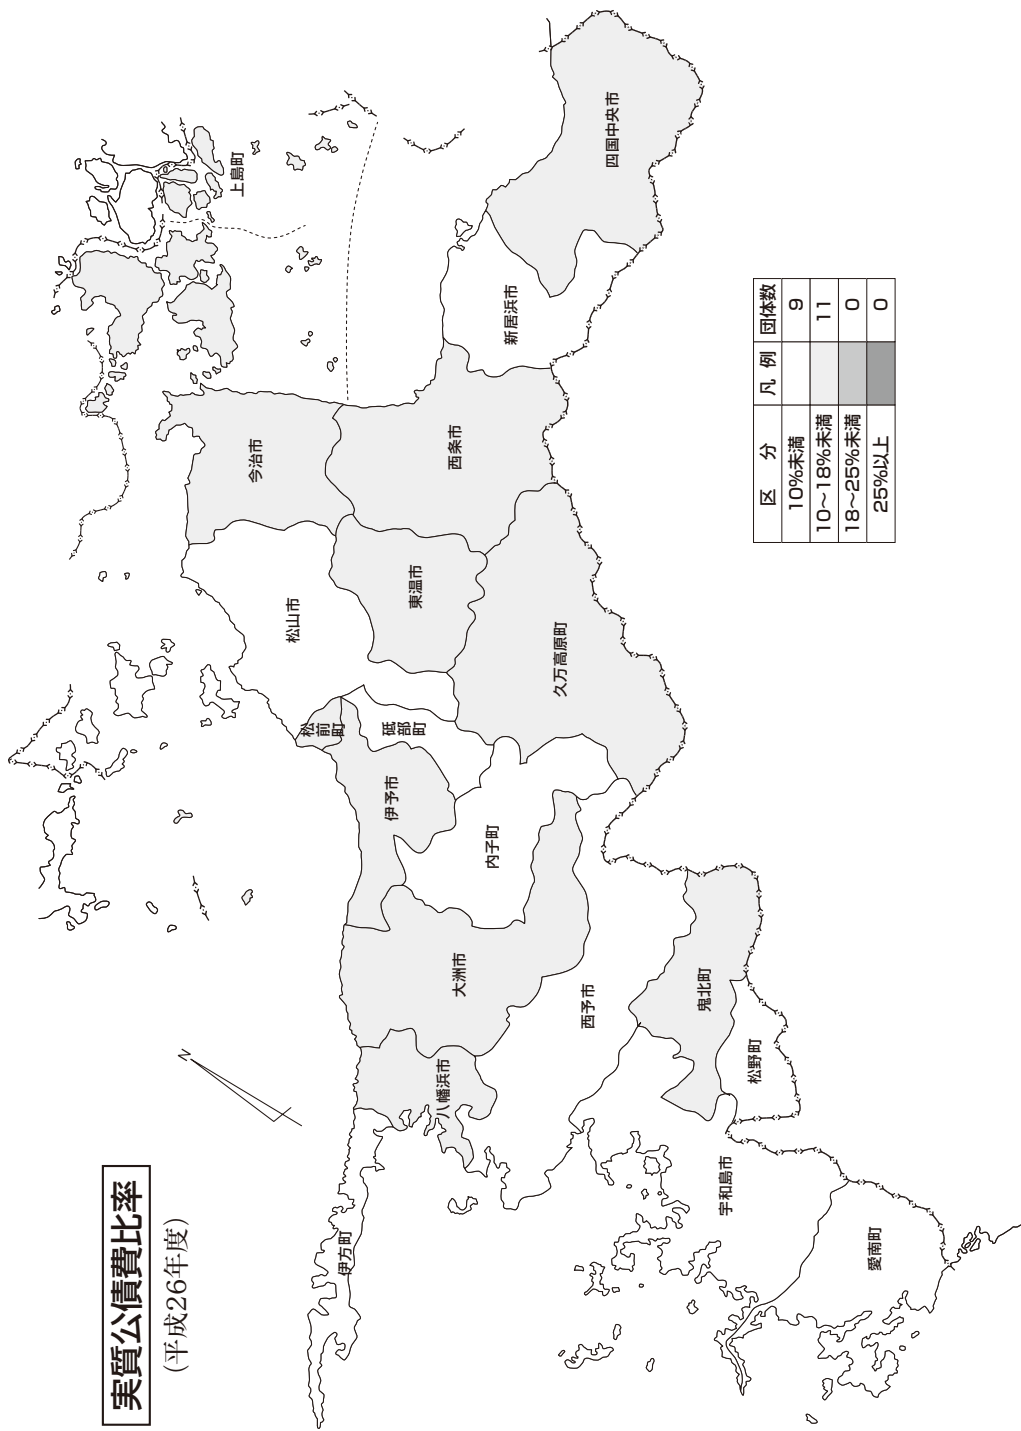 実質公債費比率
(平成26年度)
N
上島町
四国中央市
新居浜市
西条市
今治市
東温市
松山市
久万高原町
松前町
砥部町
伊予市
内子町
大洲市
八幡浜市
西予市
鬼北町
松野町
伊方町
宇和島市
愛南町
区 分 凡 例 団体数
10%未満 9
10～18%未満 11
18～25%未満 0
25%以上 0